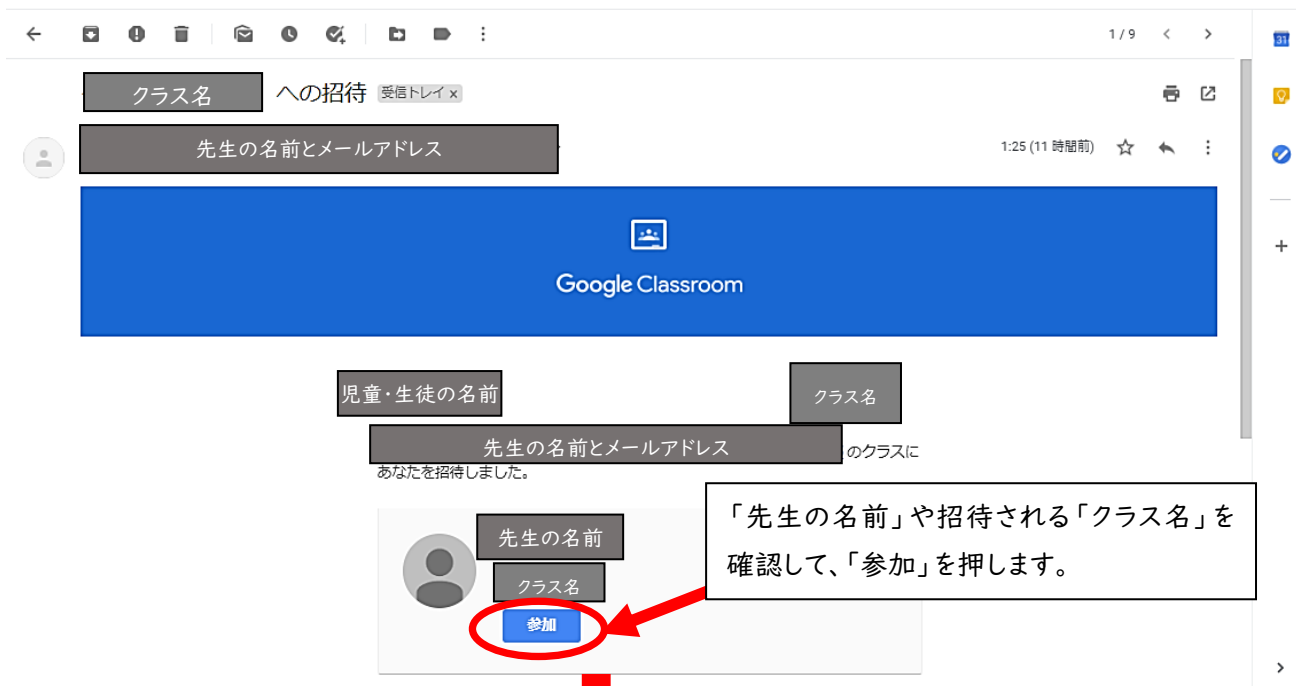 1 / 9
31
クラス名 への招待 受信トレイ x
先生の名前とメールアドレス
1:25 (11 時間前)
Google Classroom
児童・生徒の名前
クラス名
先生の名前とメールアドレス のクラスに
あなたを招待しました。
「先生の名前」や招待される「クラス名」を
確認して、「参加」を押します。
先生の名前
クラス名
参加